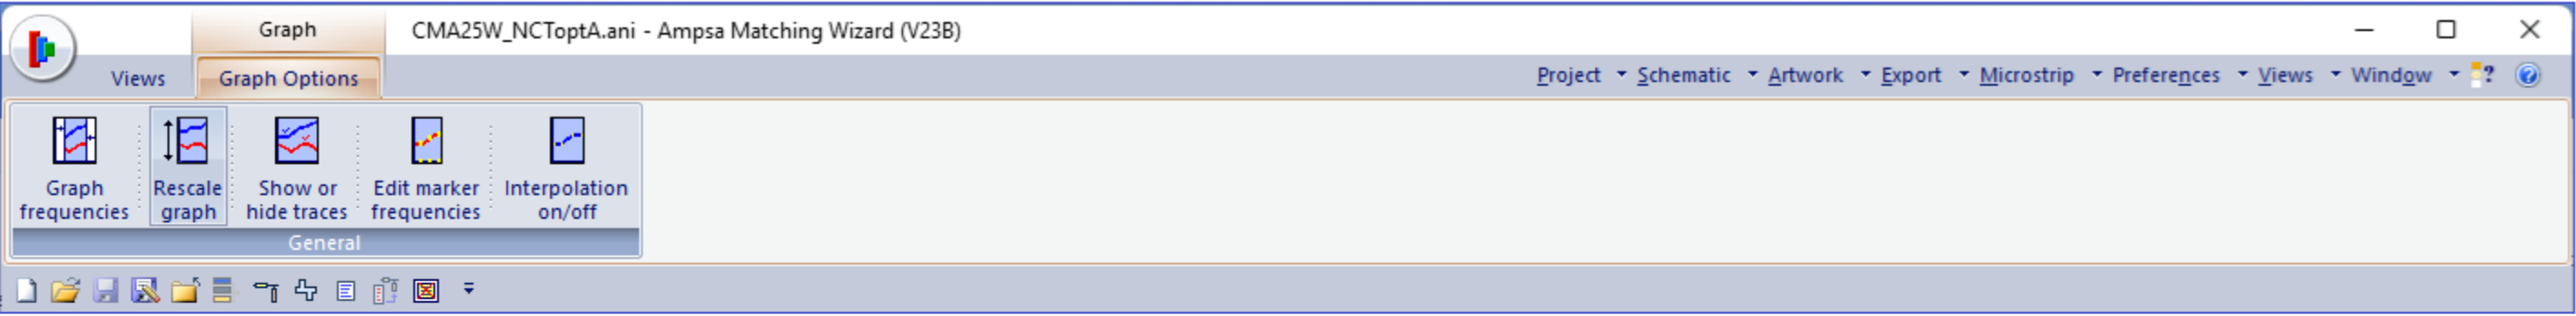 Graph
CMA25W_NCToptA.ani - Ampsa Matching Wizard (V23B)
Views
Graph Options
Project Schematic Artwork Export Microstrip Preferences Views Window ? ?
Graph
frequencies
Rescale
graph
Show or
hide traces
Edit marker
frequencies
Interpolation
on/off
General